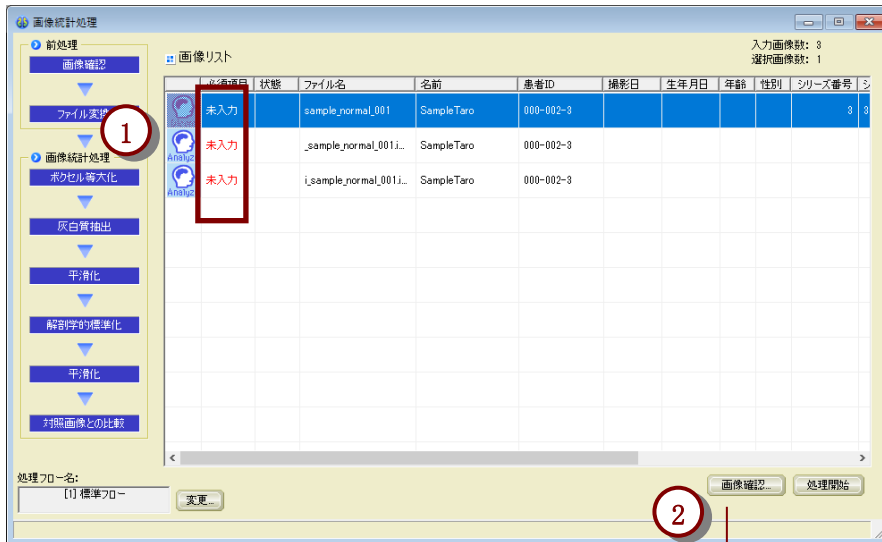 画像統計処理
前処理
画像確認
ファイル変換
画像統計処理
ボクセル等大化
灰白質抽出
平滑化
解剖学的標準化
平滑化
対照画像との比較
画像リスト
入力画像数: 3
選択画像数: 1
必須項目 状態 ファイル名 名前 患者ID 撮影日 生年月日 年齢 性別 シリーズ番号 シ
未入力 sample_normal_001 SampleTaro 000-002-3 3 3
Analyz 未入力 _sample_normal_001.i... SampleTaro 000-002-3
Analyz 未入力 i_sample_normal_001.i... SampleTaro 000-002-3
1
処理フロー名:
[1] 標準フロー
変更...
画像確認...
処理開始
2